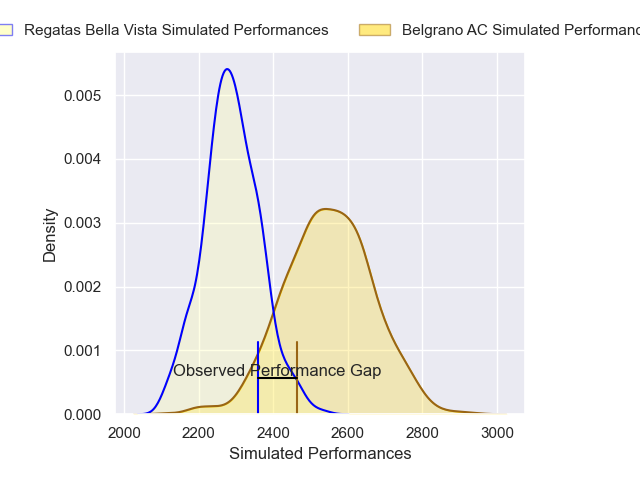 Regatas Bella Vista Simulated Performances
Belgrano AC Simulated Performanc
Density
0.005
0.004
0.003
0.002
0.001
0.000
Observed Performance Gap
2000 2200 2400 2600 2800 3000
Simulated Performances